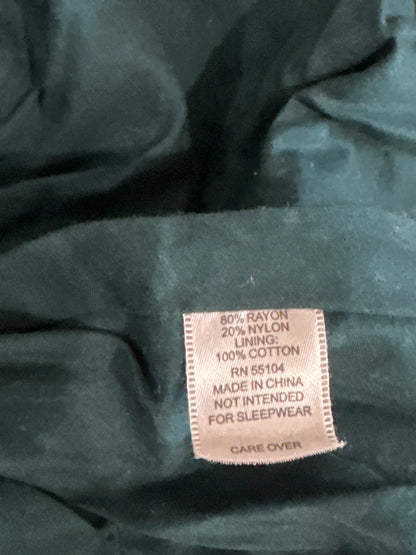 80% RAYON
20% NYLON
LINING:
100% COTTON
RN 55104
MADE IN CHINA
NOT INTENDED
FOR SLEEPWEAR
CARE OVER